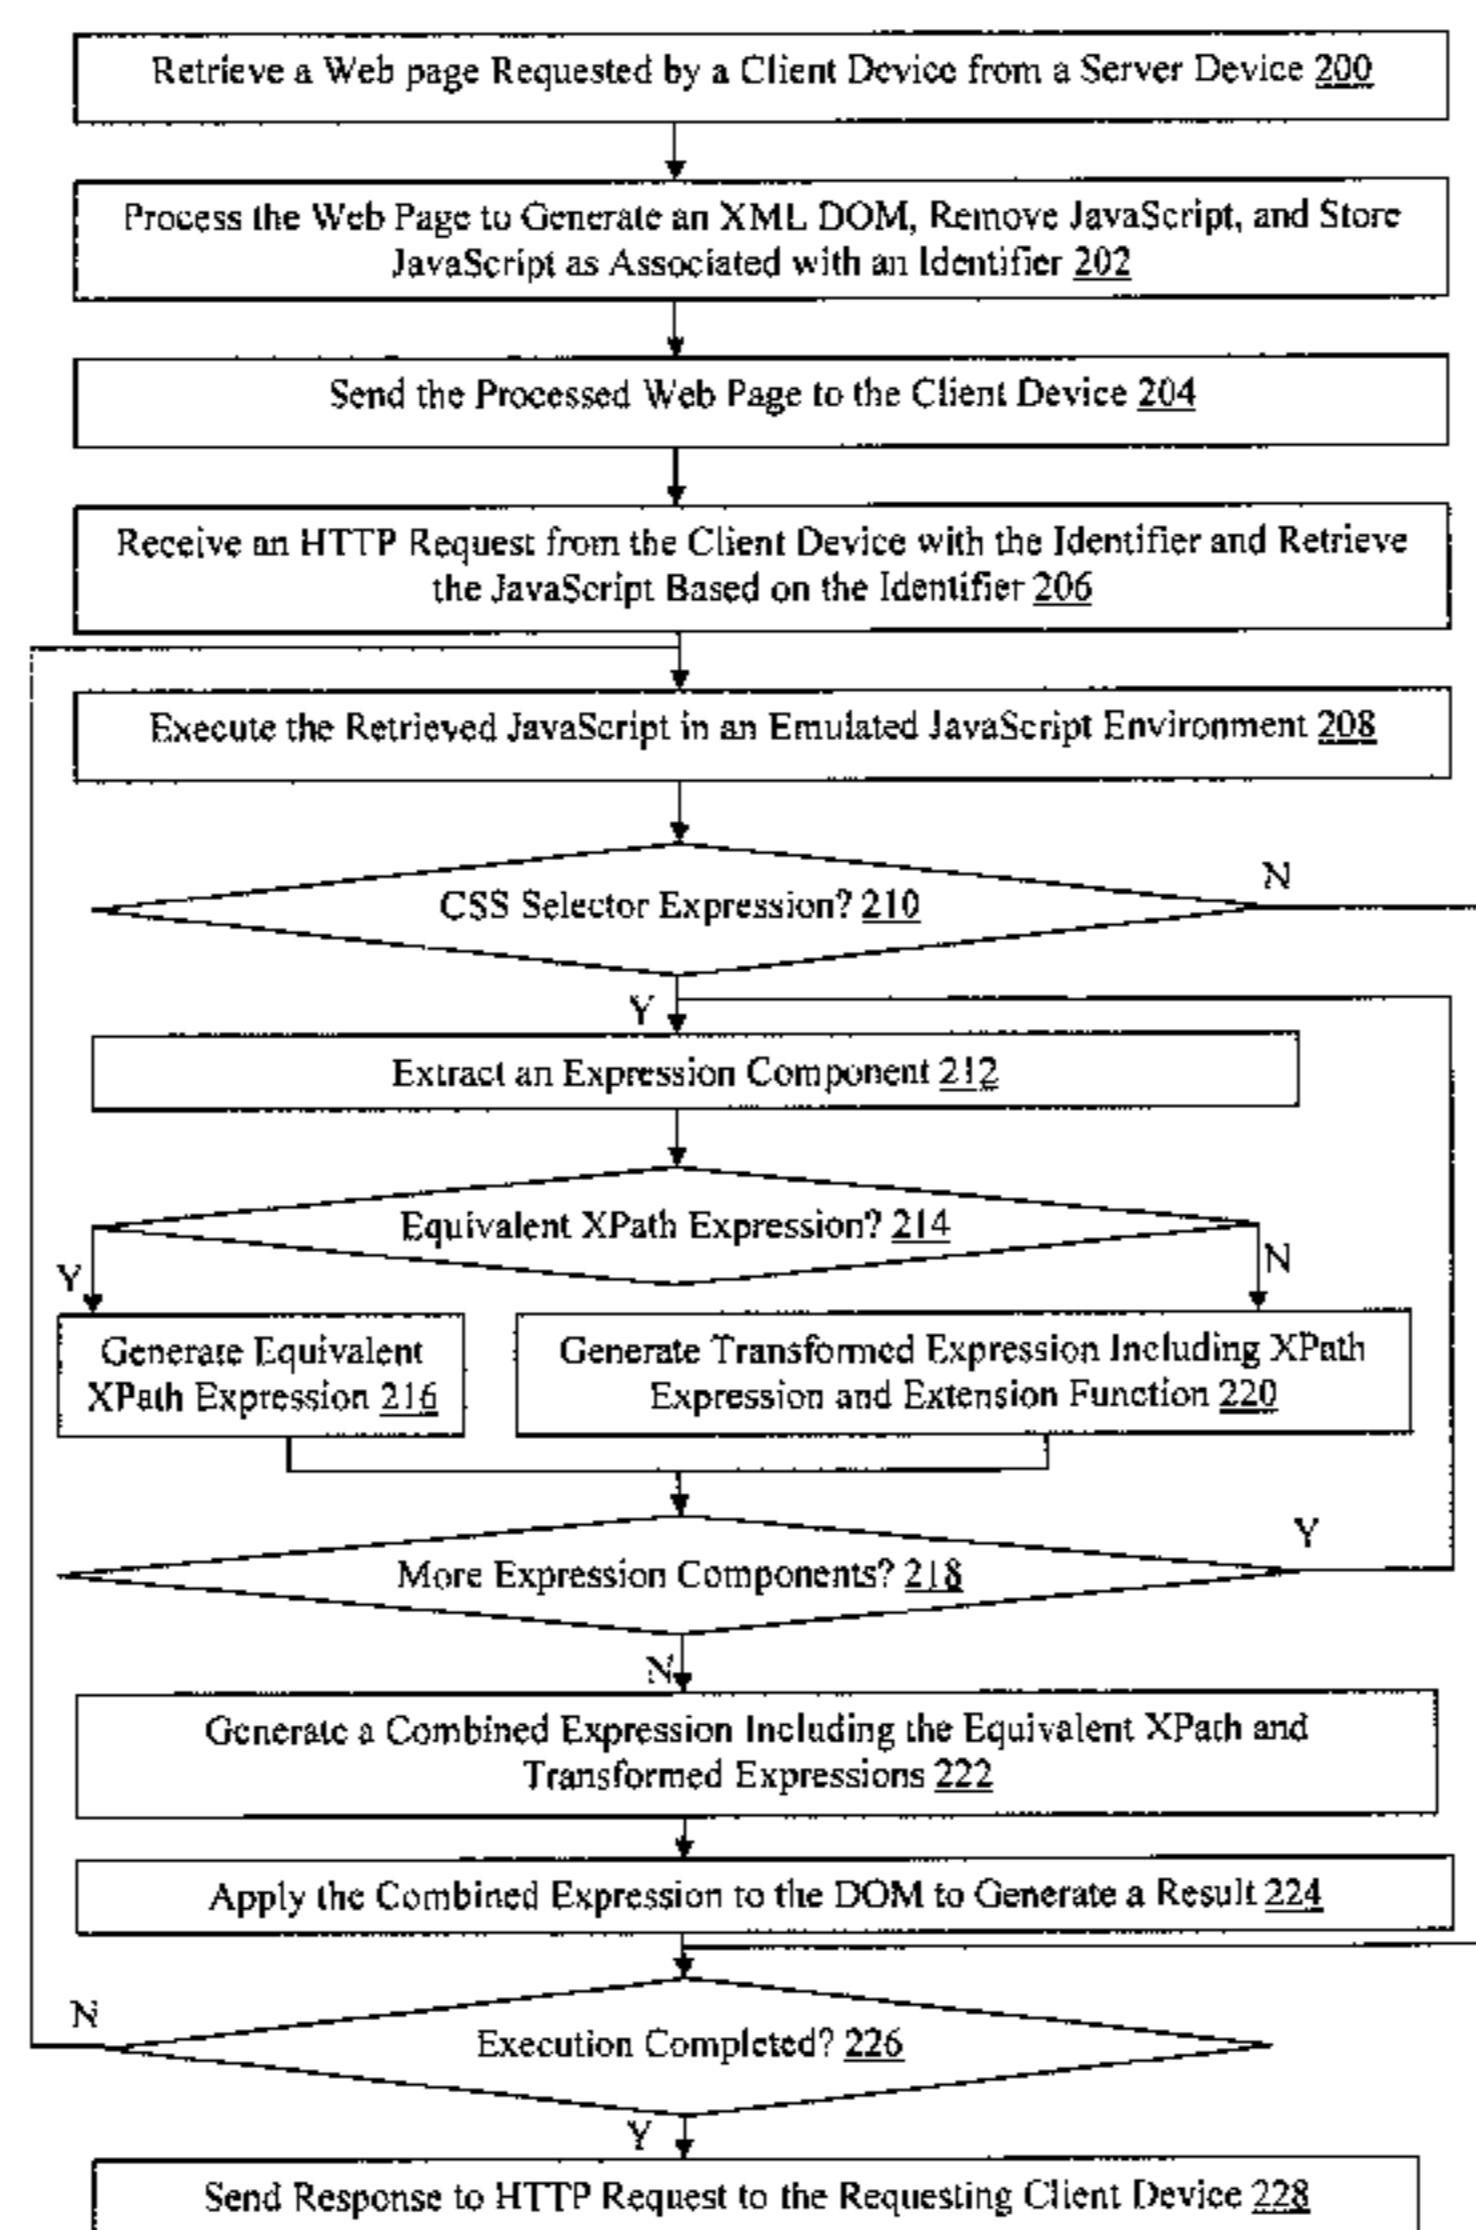 Retrieve a Web page Requested by a Client Device from a Server Device 200
Process the Web Page to Generate an XML DOM, Remove JavaScript, and Store
JavaScript as Associated with an Identifier 202
Send the Processed Web Page to the Client Device 204
Receive an HTTP Request from the Client Device with the Identifier and Retrieve
the JavaScript Based on the Identifier 206
Execute the Retrieved JavaScript in an Emulated JavaScript Environment 208
N
CSS Selector Expression? 210
Y
Extract an Expression Component 212
Equivalent XPath Expression? 214
Y
N
Generate Equivalent
XPath Expression 216
Generate Transformed Expression Including XPath
Expression and Extension Function 220
Y
More Expression Components? 218
N
Generate a Combined Expression Including the Equivalent XPath and
Transformed Expressions 222
Apply the Combined Expression to the DOM to Generate a Result 224
N
Execution Completed? 226
Y
Send Response to HTTP Request to the Requesting Client Device 228